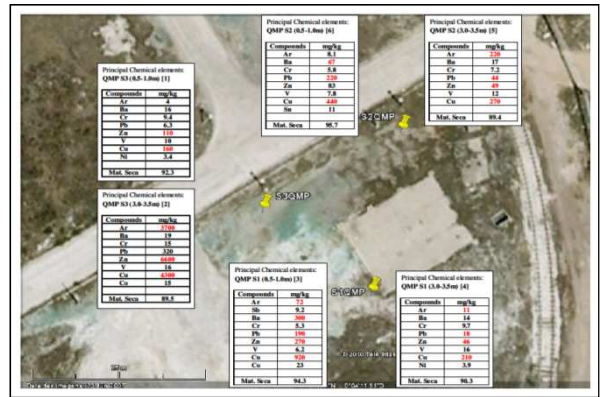 Principal Chemical elements:
QMP S2 (0.5-1.0m) [6]
Compounds mg/kg
Ar 8.1
Ba 67
Cr 5.8
Pb 220
Zn 83
V 7.8
Cu 440
Sn 11
Mat. Seca 95.7
Principal Chemical elements:
QMP S2 (3.0-3.5m) [5]
Compounds mg/kg
Ar 220
Ba 17
Cr 7.2
Pb 44
Zn 49
V 12
Cu 270
Mat. Seca 89.4
Principal Chemical elements:
QMP S3 (0.5-1.0m) [1]
Compounds mg/kg
Ar 4
Ba 16
Cr 9.4
Pb 6.3
Zn 110
V 10
Cu 160
Ni 3.4
Mat. Seca 92.3
S2QMP
Principal Chemical elements:
QMP S3 (3.0-3.5m) [2]
Compounds mg/kg
Ar 3700
Ba 19
Cr 15
Pb 320
Zn 6600
V 16
Cu 4300
Co 15
Mat. Seca 89.5
S3QMP
Principal Chemical elements:
QMP S1 (0.5-1.0m) [3]
Compounds mg/kg
Ar 72
Sb 9.2
Ba 300
Cr 5.3
Pb 190
Zn 270
V 6.2
Cu 920
Co 23
Mat. Seca 94.3
S1QMP
Principal Chemical elements:
QMP S1 (3.0-3.5m) [4]
Compounds mg/kg
Ar 11
Ba 14
Cr 9.7
Pb 18
Zn 46
V 16
Cu 210
Ni 3.9
Mat. Seca 90.3